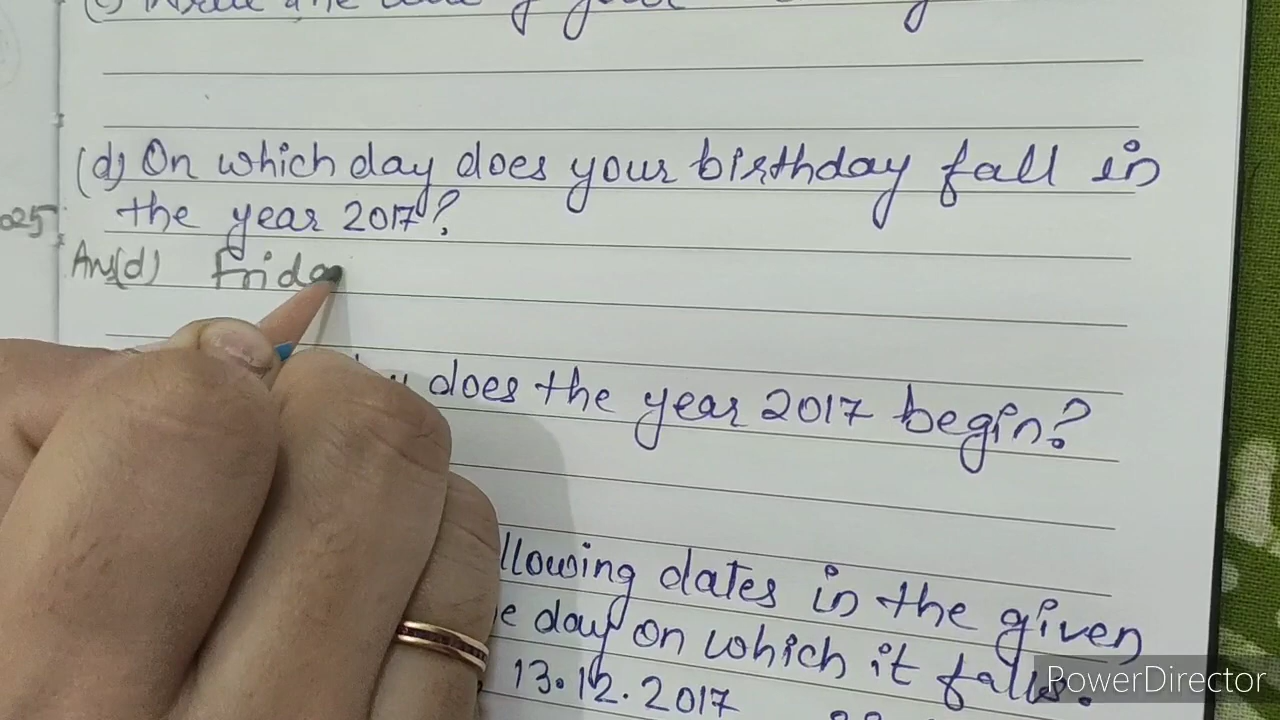 (d) On which day does your birthday fall in
the year 2017?
025
Ans(d) Frida
does the year 2017 begin?
llowing dates in the given
e day on which it falls.
13.12.2017
PowerDirector